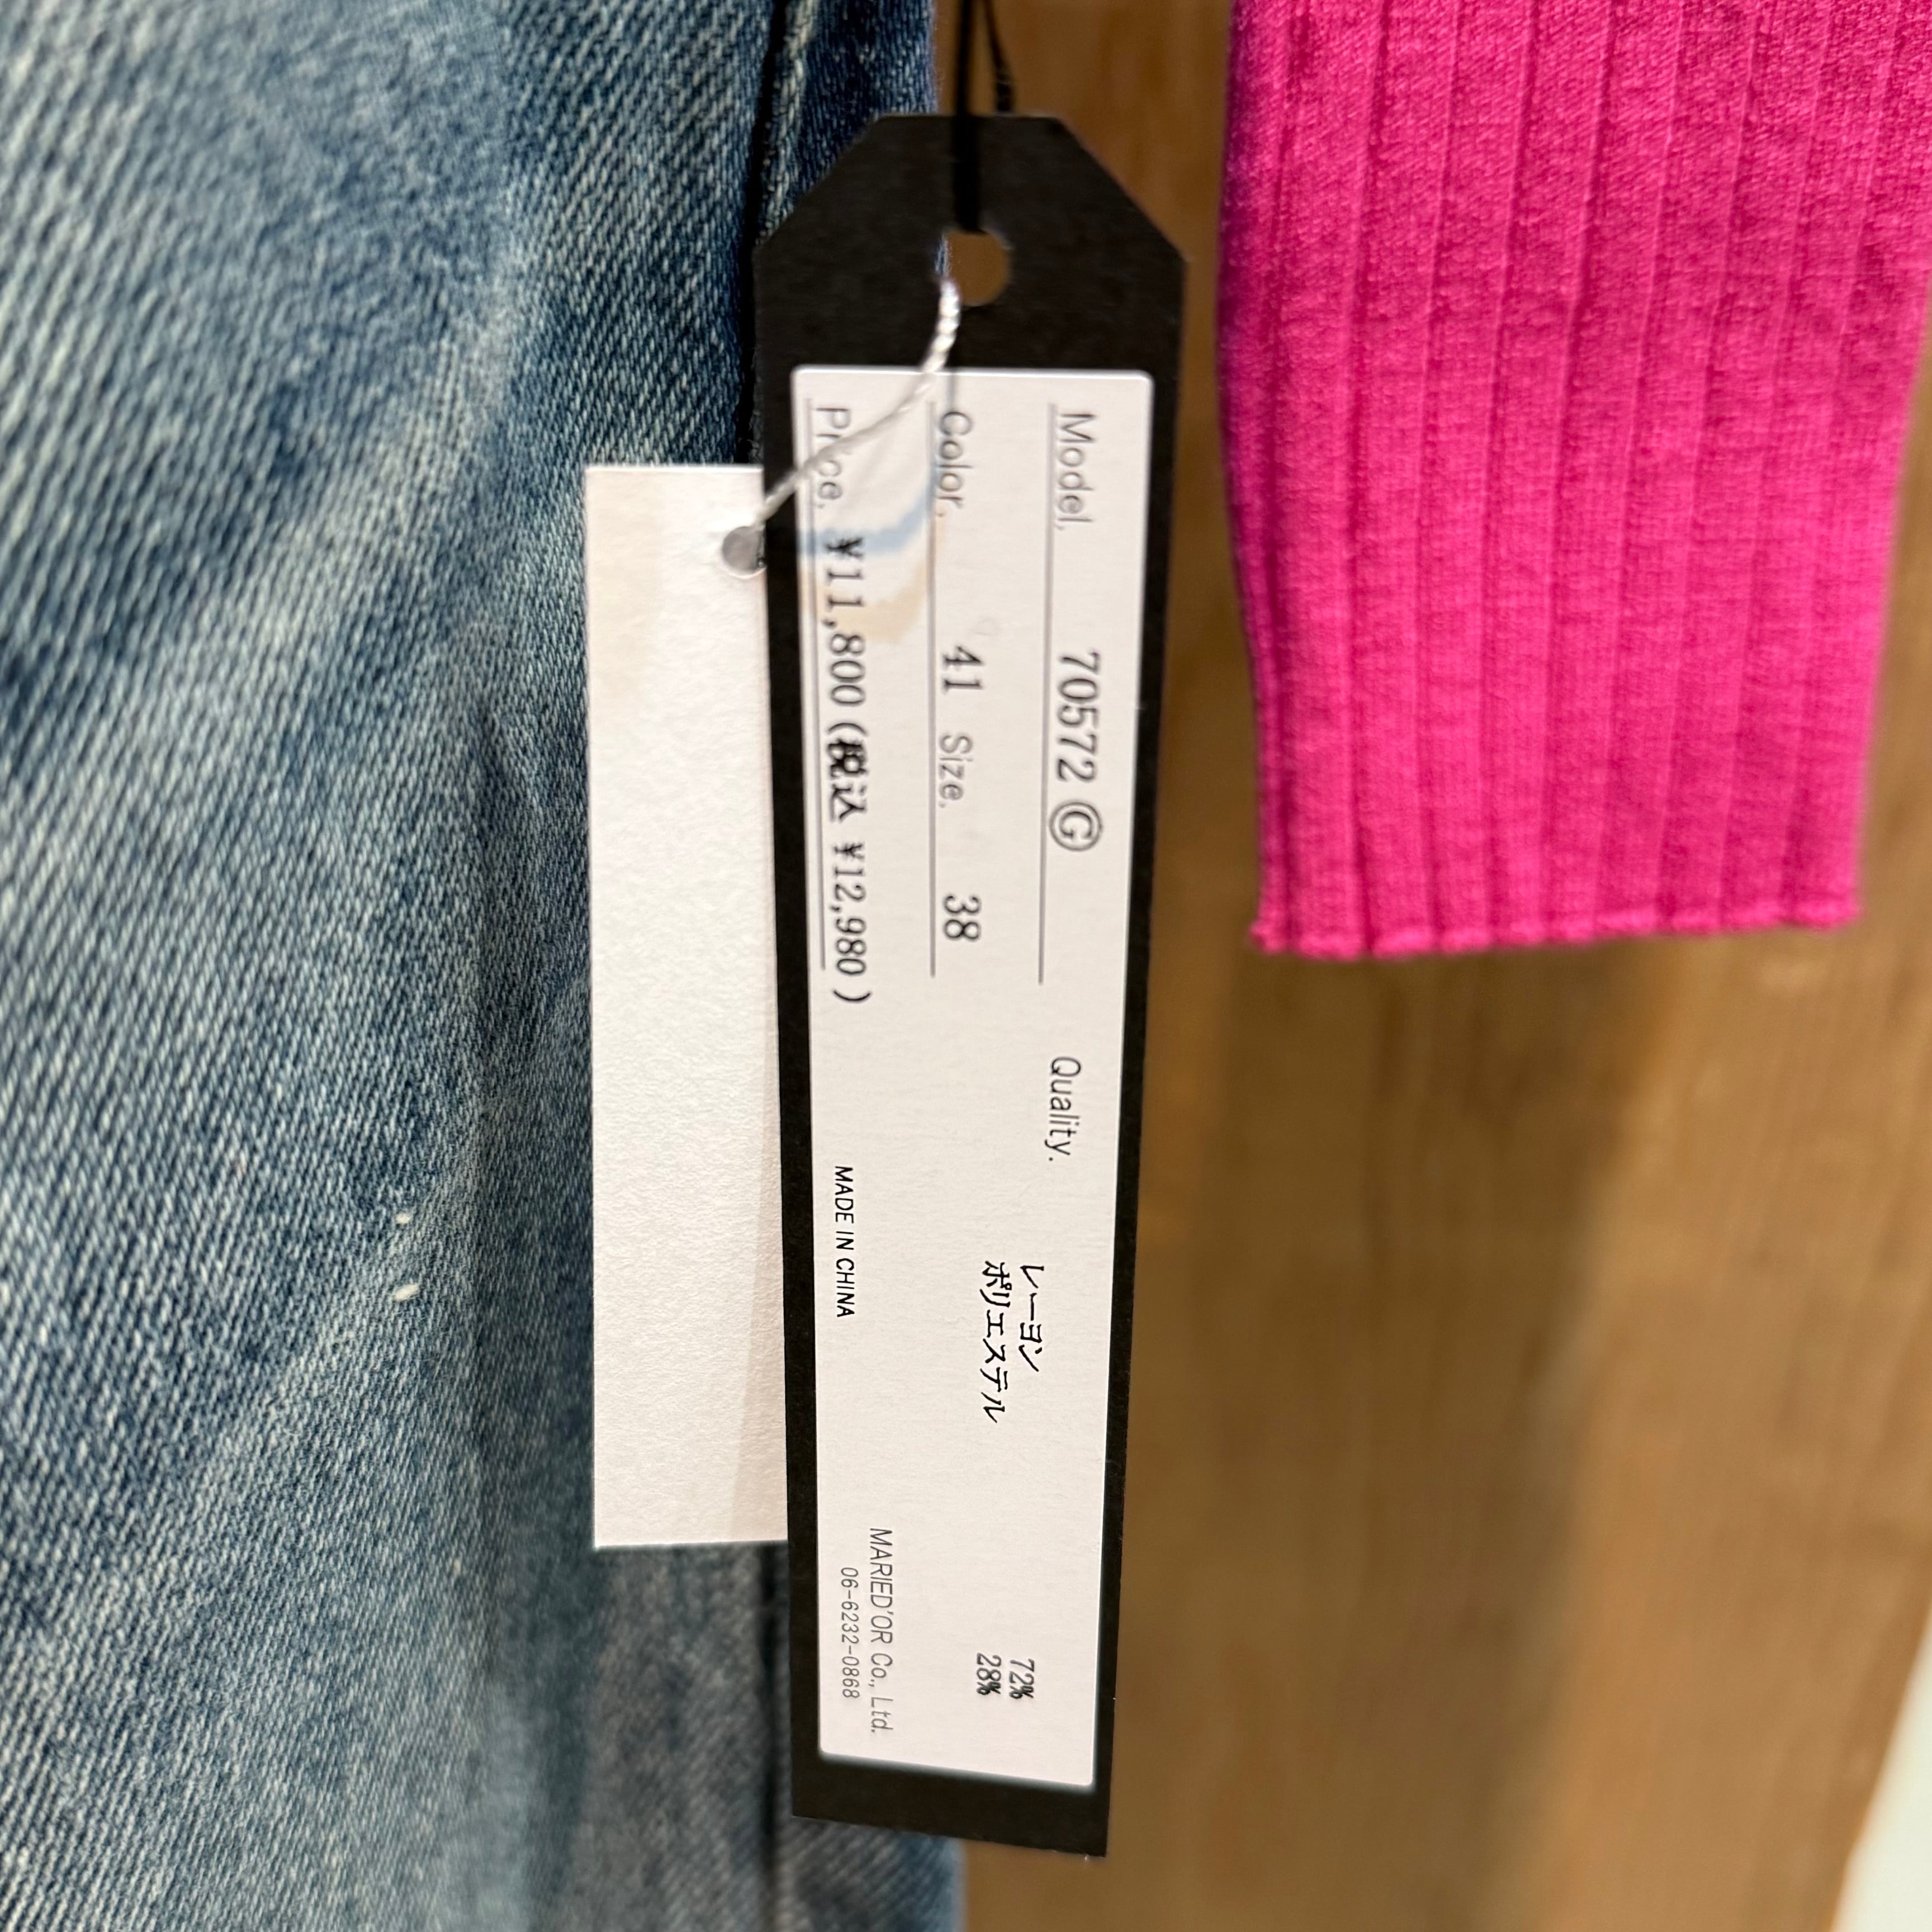 Model. 70572 Ⓖ
Color. 41 Size. 38
Price. ¥11,800(税込 ¥12,980)
Quality.
レーヨン 72%
ポリエステル 28%
MADE IN CHINA
MARIED'OR Co., Ltd.
06-6232-0868